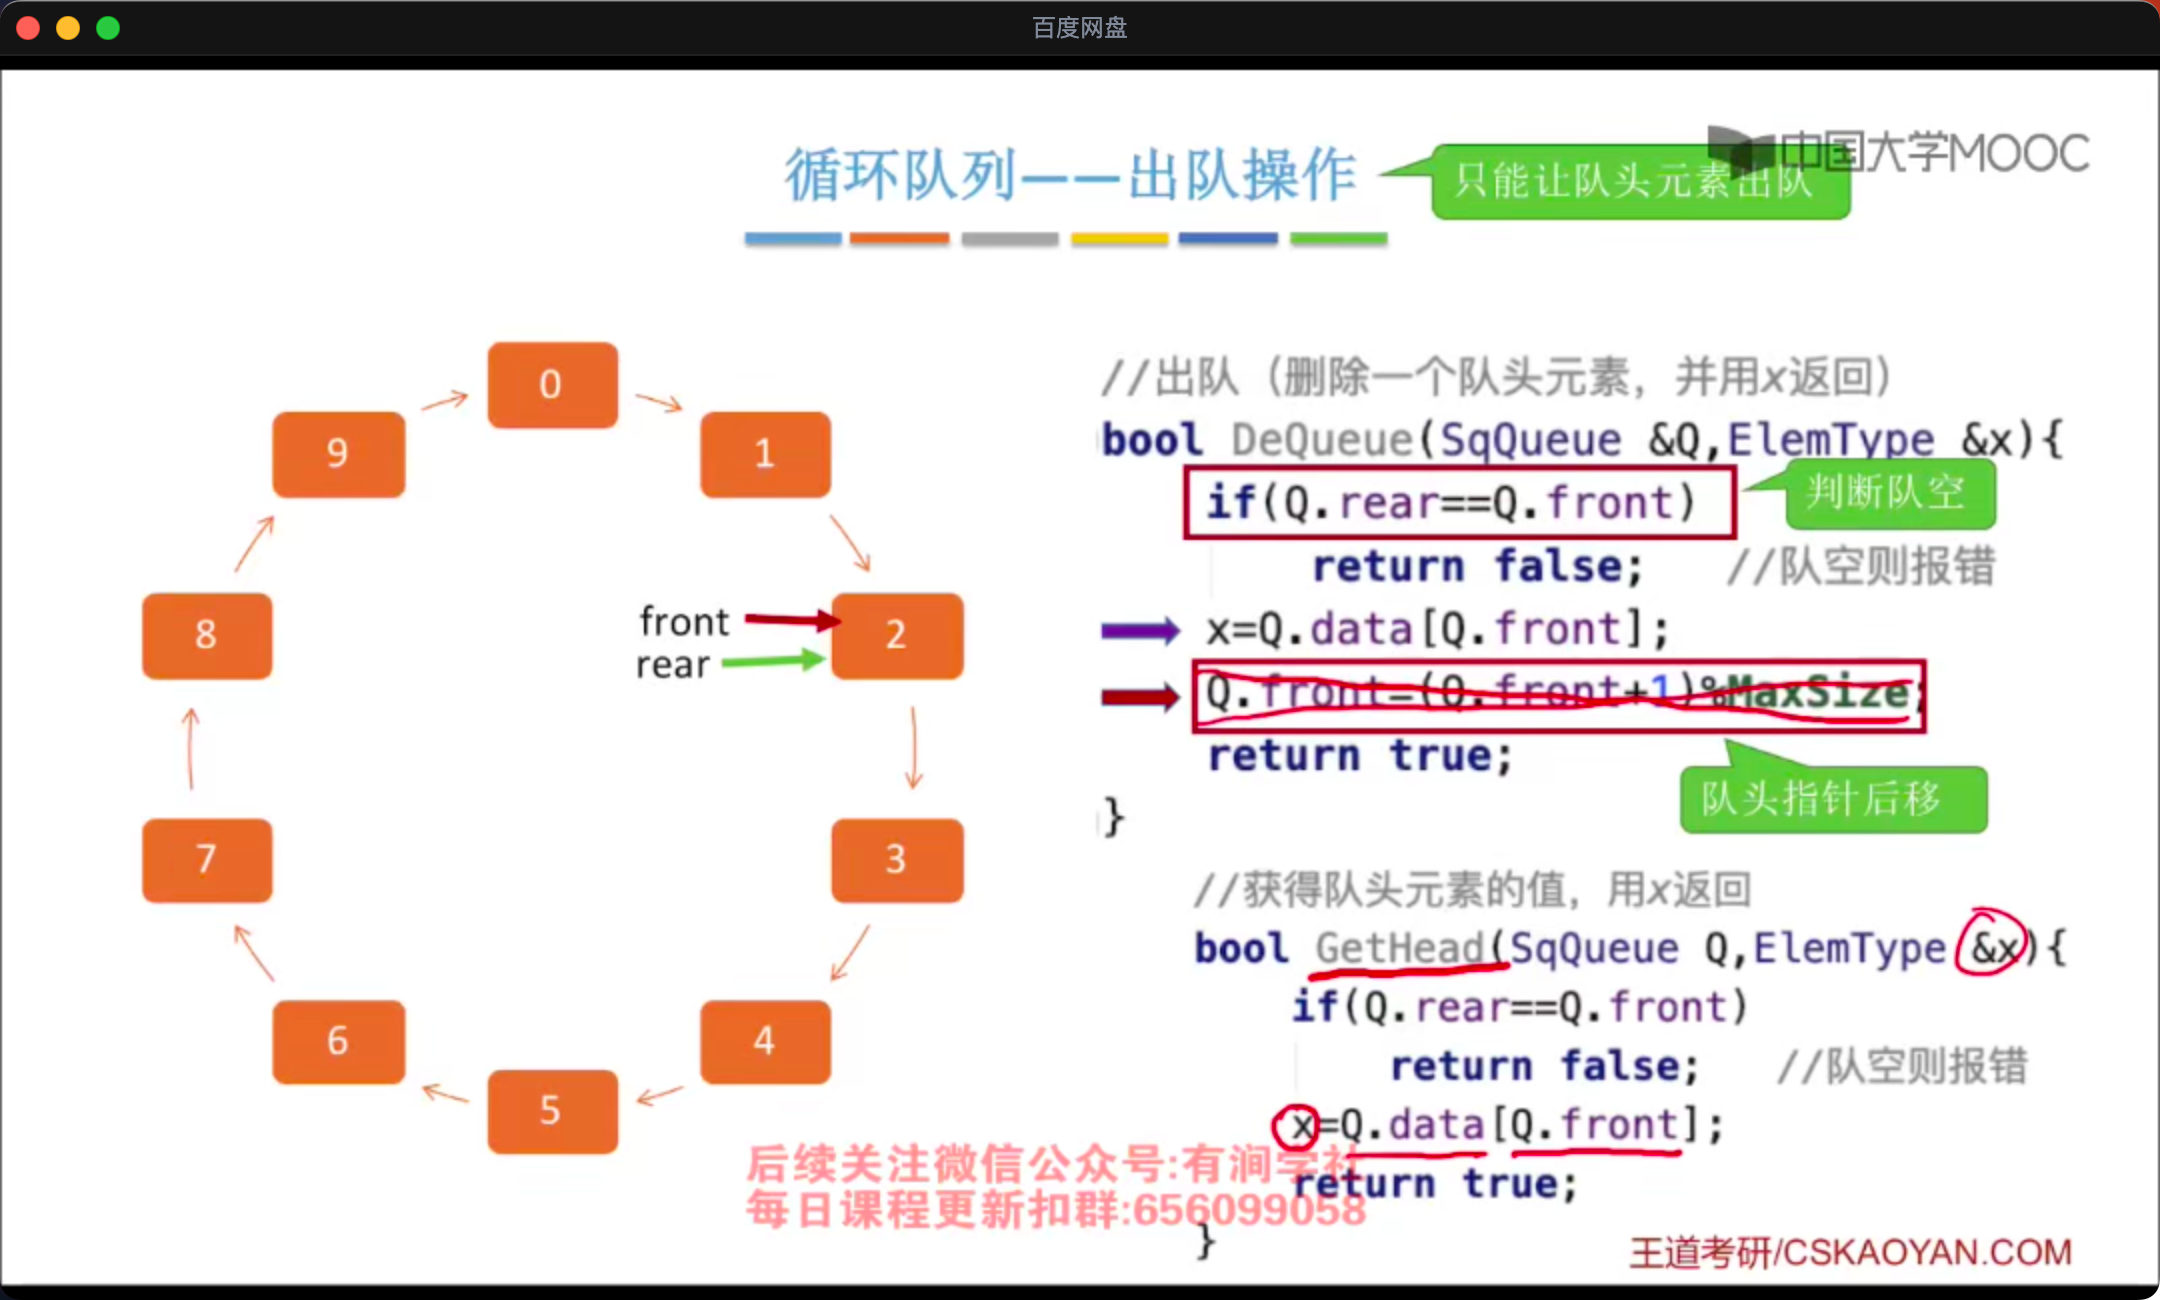 百度网盘
中国大学MOOC
循环队列——出队操作
只能让队头元素出队
0
1
2
3
4
5
6
7
8
9
front
rear
//出队（删除一个队头元素，并用x返回）
bool DeQueue(SqQueue &Q,ElemType &x){
if(Q.rear==Q.front)
判断队空
return false; //队空则报错
x=Q.data[Q.front];
Q.front=(Q.front+1)%MaxSize;
return true;
队头指针后移
}
//获得队头元素的值，用x返回
bool GetHead(SqQueue Q,ElemType &x){
if(Q.rear==Q.front)
return false; //队空则报错
x=Q.data[Q.front];
return true;
}
后续关注微信公众号:有涧学社
每日课程更新扣群:656099058
王道考研/CSKAOYAN.COM